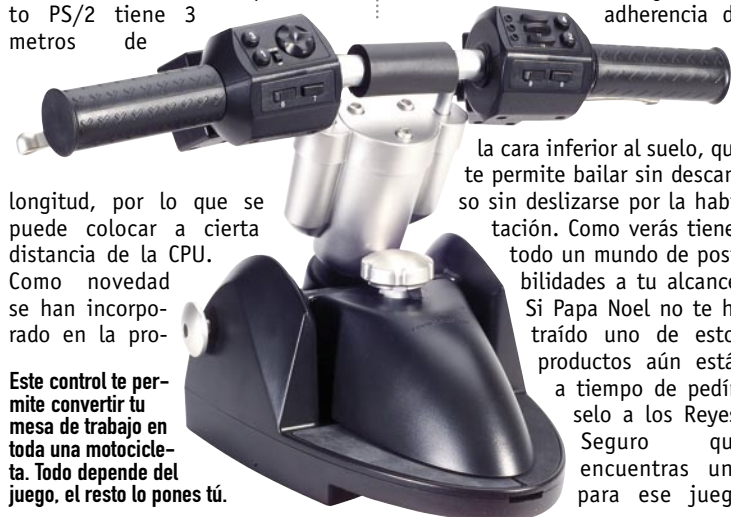 to PS/2 tiene 3
metros de
longitud, por lo que se
puede colocar a cierta
distancia de la CPU.
Como novedad
se han incorpo-
rado en la pro-
Este control te per-
mite convertir tu
mesa de trabajo en
toda una motocicle-
ta. Todo depende del
juego, el resto lo pones tú.
adherencia d
la cara inferior al suelo, qu
te permite bailar sin descan
so sin deslizarse por la habi
tación. Como verás tiene
todo un mundo de posi
bilidades a tu alcance
Si Papa Noel no te h
traído uno de esto
productos aún está
a tiempo de pedír
selo a los Reyes
Seguro qu
encuentras un
para ese jueg